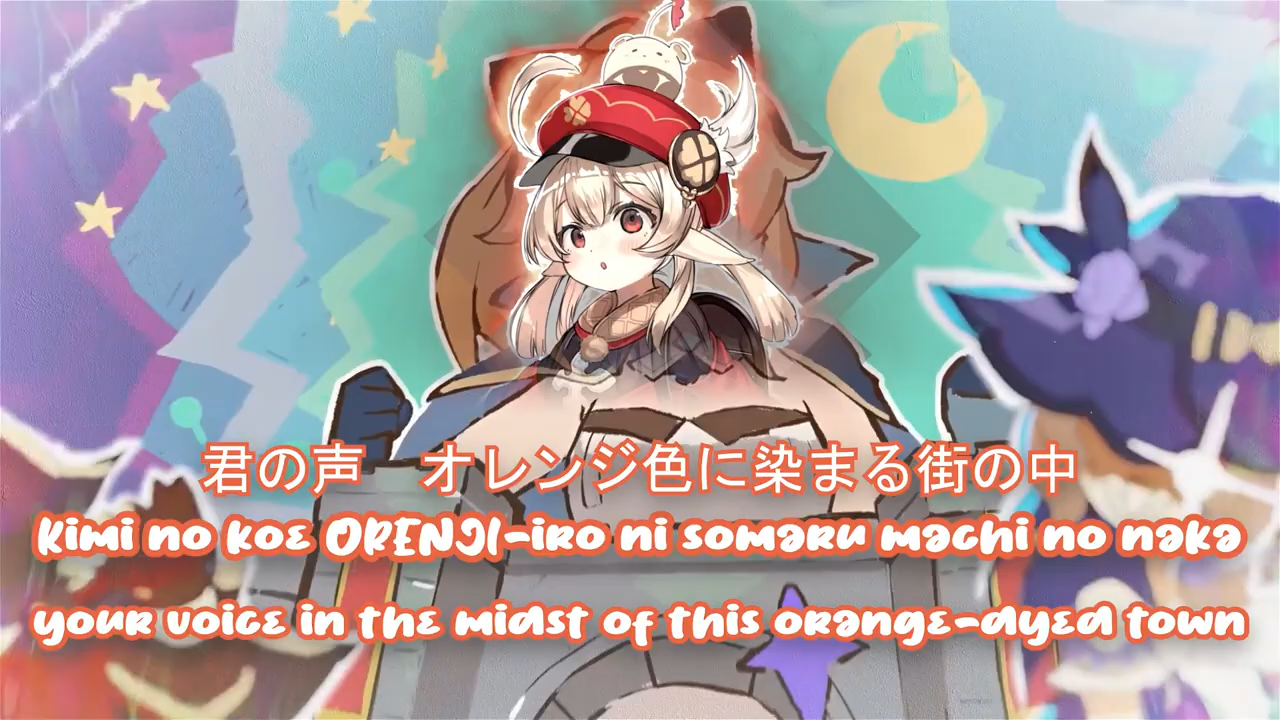 君の声　オレンジ色に染まる街の中
Kimi no koe ORENJI-iro ni somaru machi no naka
your voice in the midst of this orange-dyed town